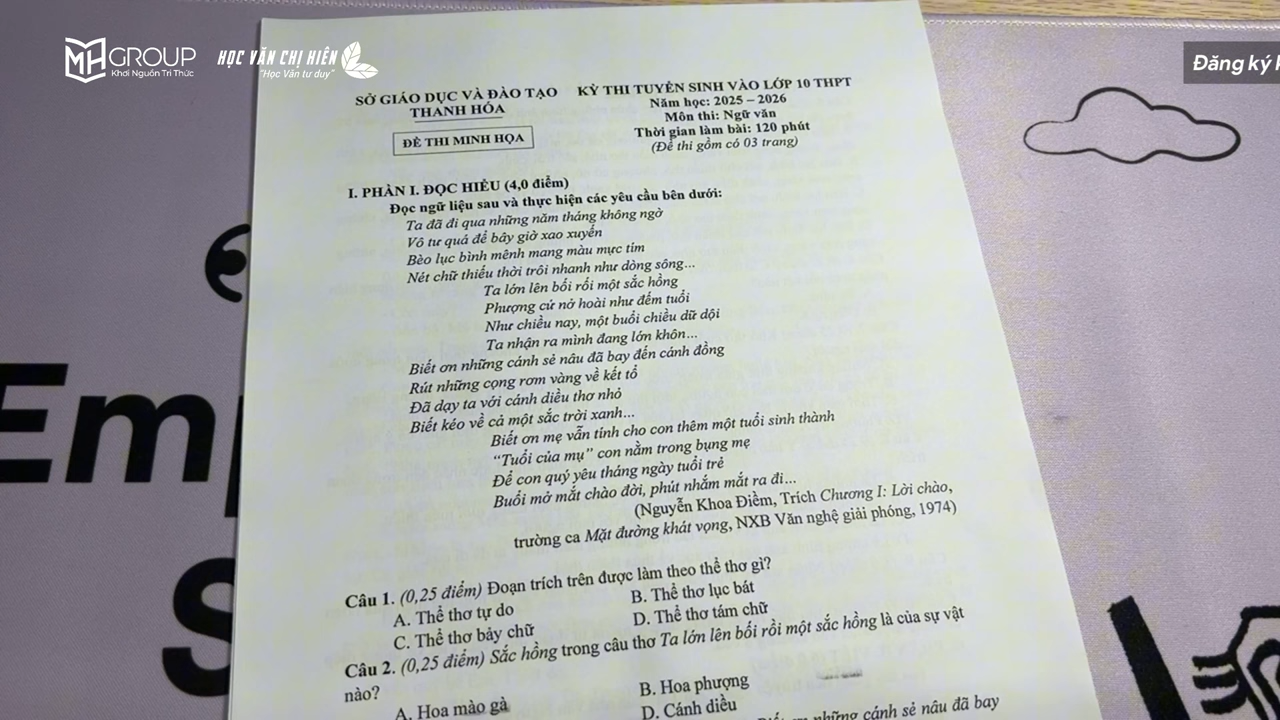 MH GROUP
Khơi Nguồn Tri Thức
HỌC VĂN CHỊ HIÊN
"Học Văn tư duy"
Đăng ký
SỞ GIÁO DỤC VÀ ĐÀO TẠO
THANH HÓA
ĐỀ THI MINH HỌA
KỲ THI TUYỂN SINH VÀO LỚP 10 THPT
Năm học: 2025 – 2026
Môn thi: Ngữ văn
Thời gian làm bài: 120 phút
(Đề thi gồm có 03 trang)
I. PHẦN I. ĐỌC HIỂU (4,0 điểm)
Đọc ngữ liệu sau và thực hiện các yêu cầu bên dưới:
Ta đã đi qua những năm tháng không ngờ
Vô tư quá để bây giờ xao xuyến
Bèo lục bình mênh mang màu mực tím
Nét chữ thiếu thời trôi nhanh như dòng sông...
Ta lớn lên bối rối một sắc hồng
Phượng cứ nở hoài như đếm tuổi
Như chiều nay, một buổi chiều dữ dội
Ta nhận ra mình đang lớn khôn...
Biết ơn những cánh sẻ nâu đã bay đến cánh đồng
Rút những cọng rơm vàng về kết tổ
Đã dạy ta với cánh diều thơ nhỏ
Biết kéo về cả một sắc trời xanh...
Biết ơn mẹ vẫn tính cho con thêm một tuổi sinh thành
"Tuổi của mụ" con nằm trong bụng mẹ
Để con quý yêu tháng ngày tuổi trẻ
Buổi mở mắt chào đời, phút nhắm mắt ra đi...
(Nguyễn Khoa Điềm, Trích Chương I: Lời chào,
trường ca Mặt đường khát vọng, NXB Văn nghệ giải phóng, 1974)
Câu 1. (0,25 điểm) Đoạn trích trên được làm theo thể thơ gì?
A. Thể thơ tự do
B. Thể thơ lục bát
C. Thể thơ bảy chữ
D. Thể thơ tám chữ
Câu 2. (0,25 điểm) Sắc hồng trong câu thơ Ta lớn lên bối rối một sắc hồng là của sự vật
nào?
A. Hoa mào gà
B. Hoa phượng
D. Cánh diều
những cánh sẻ nâu đã bay
Em
S